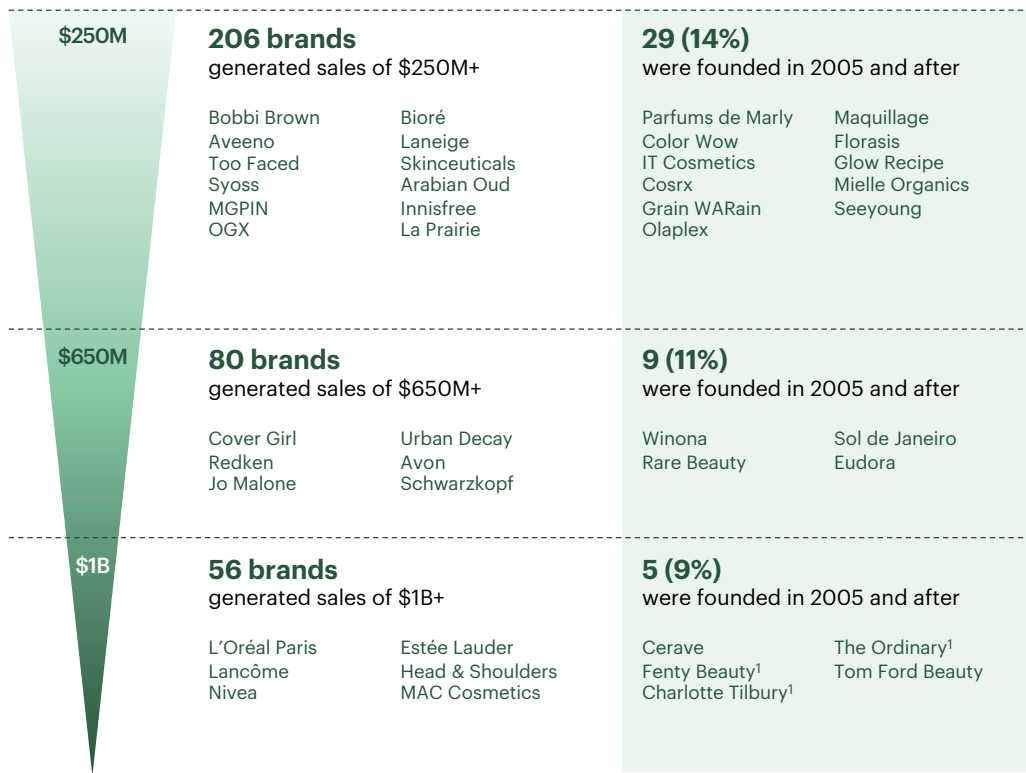 $250M
206 brands
generated sales of $250M+
Bobbi Brown
Aveeno
Too Faced
Syoss
MGPIN
OGX
Bioré
Laneige
Skinceuticals
Arabian Oud
Innisfree
La Prairie
29 (14%)
were founded in 2005 and after
Parfums de Marly
Color Wow
IT Cosmetics
Cosrx
Grain WARain
Olaplex
Maquillage
Florasis
Glow Recipe
Mielle Organics
Seeyoung
$650M
80 brands
generated sales of $650M+
Cover Girl
Redken
Jo Malone
Urban Decay
Avon
Schwarzkopf
9 (11%)
were founded in 2005 and after
Winona
Rare Beauty
Sol de Janeiro
Eudora
$1B
56 brands
generated sales of $1B+
L’Oréal Paris
Lancôme
Nivea
Estée Lauder
Head & Shoulders
MAC Cosmetics
5 (9%)
were founded in 2005 and after
Cerave
Fenty Beauty¹
Charlotte Tilbury¹
The Ordinary¹
Tom Ford Beauty